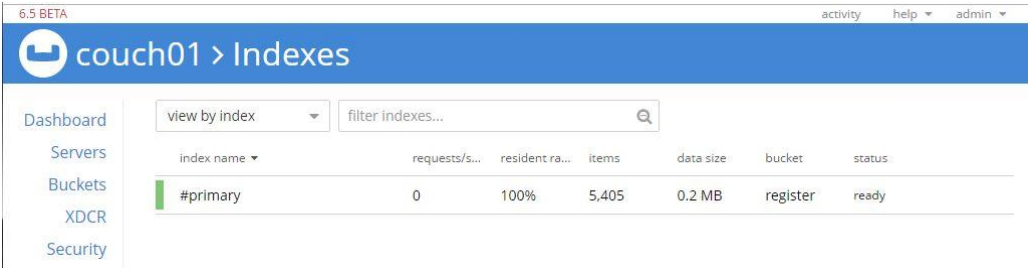 6.5 BETA
activity help admin
couch01 > Indexes
Dashboard
Servers
Buckets
XDCR
Security
view by index
filter indexes...
index name requests/s... resident ra... items data size bucket status
#primary 0 100% 5,405 0.2 MB register ready